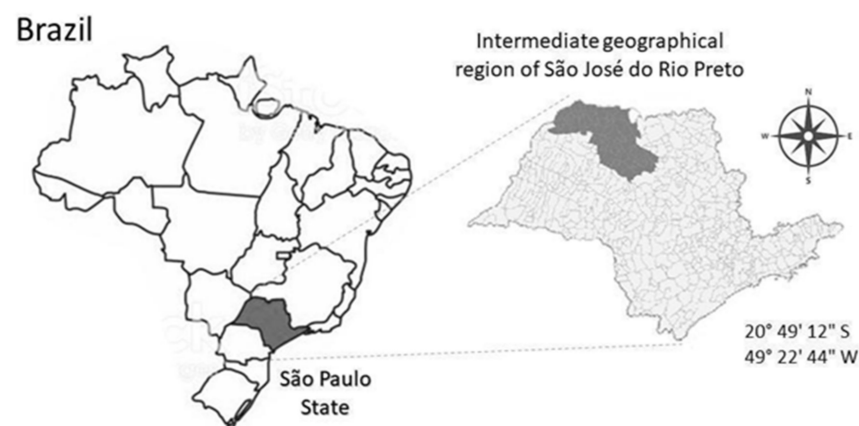 Brazil
Intermediate geographical
region of São José do Rio Preto
N
W
E
S
20° 49' 12" S
49° 22' 44" W
São Paulo
State